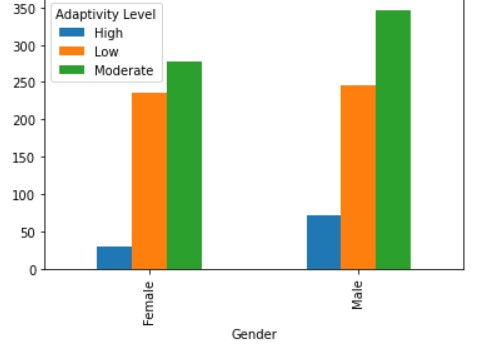 350
300
250
200
150
100
50
0
Adaptivity Level
High
Low
Moderate
Female
Male
Gender